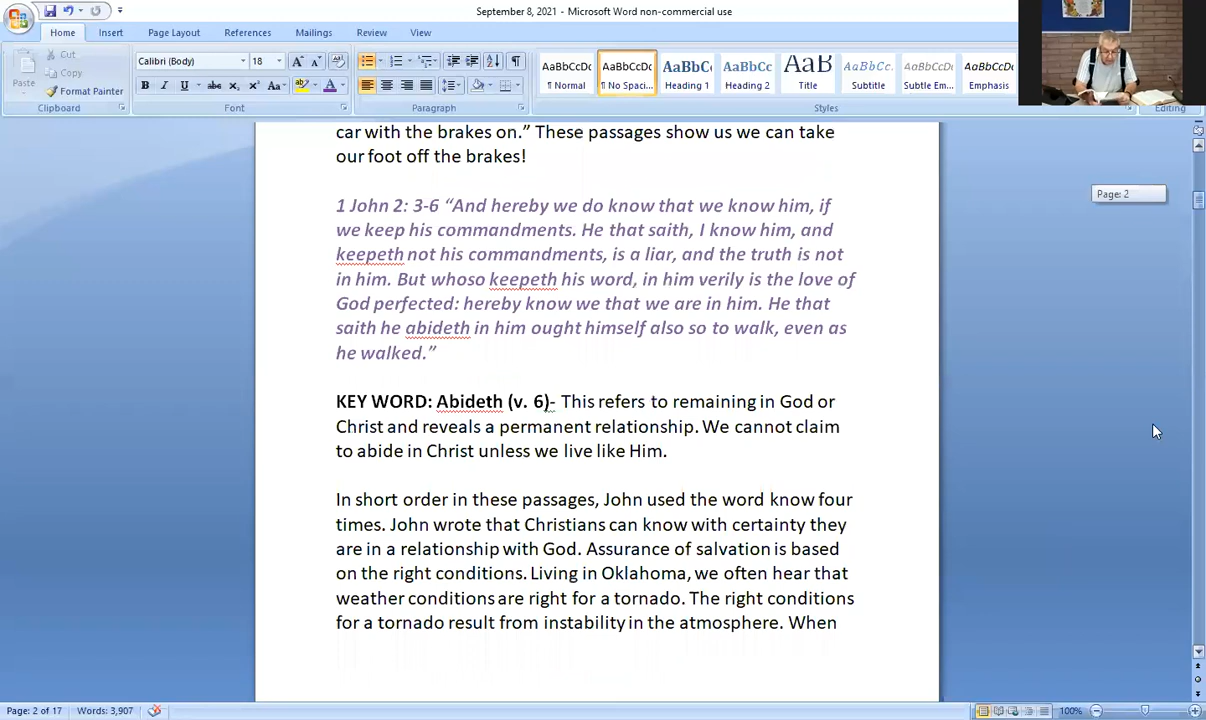 September 8, 2021 - Microsoft Word non-commercial use
Home Insert Page Layout References Mailings Review View
Paste
Cut
Copy
Format Painter
Clipboard
Calibri (Body) 18
B I U abc X₂ X² Aa
Font
Paragraph
AaBbCcDc AaBbCcDc AaBbC AaBbCc AaB AaBbCcL AaBbCcDc AaBbCcDc
¶ Normal ¶ No Spaci... Heading 1 Heading 2 Title Subtitle Subtle Em... Emphasis
Styles
Editing
car with the brakes on.” These passages show us we can take
our foot off the brakes!
1 John 2: 3-6 “And hereby we do know that we know him, if
we keep his commandments. He that saith, I know him, and
keepeth not his commandments, is a liar, and the truth is not
in him. But whoso keepeth his word, in him verily is the love of
God perfected: hereby know we that we are in him. He that
saith he abideth in him ought himself also so to walk, even as
he walked.”
KEY WORD: Abideth (v. 6)- This refers to remaining in God or
Christ and reveals a permanent relationship. We cannot claim
to abide in Christ unless we live like Him.
In short order in these passages, John used the word know four
times. John wrote that Christians can know with certainty they
are in a relationship with God. Assurance of salvation is based
on the right conditions. Living in Oklahoma, we often hear that
weather conditions are right for a tornado. The right conditions
for a tornado result from instability in the atmosphere. When
Page: 2
Page: 2 of 17 Words: 3,907
100%